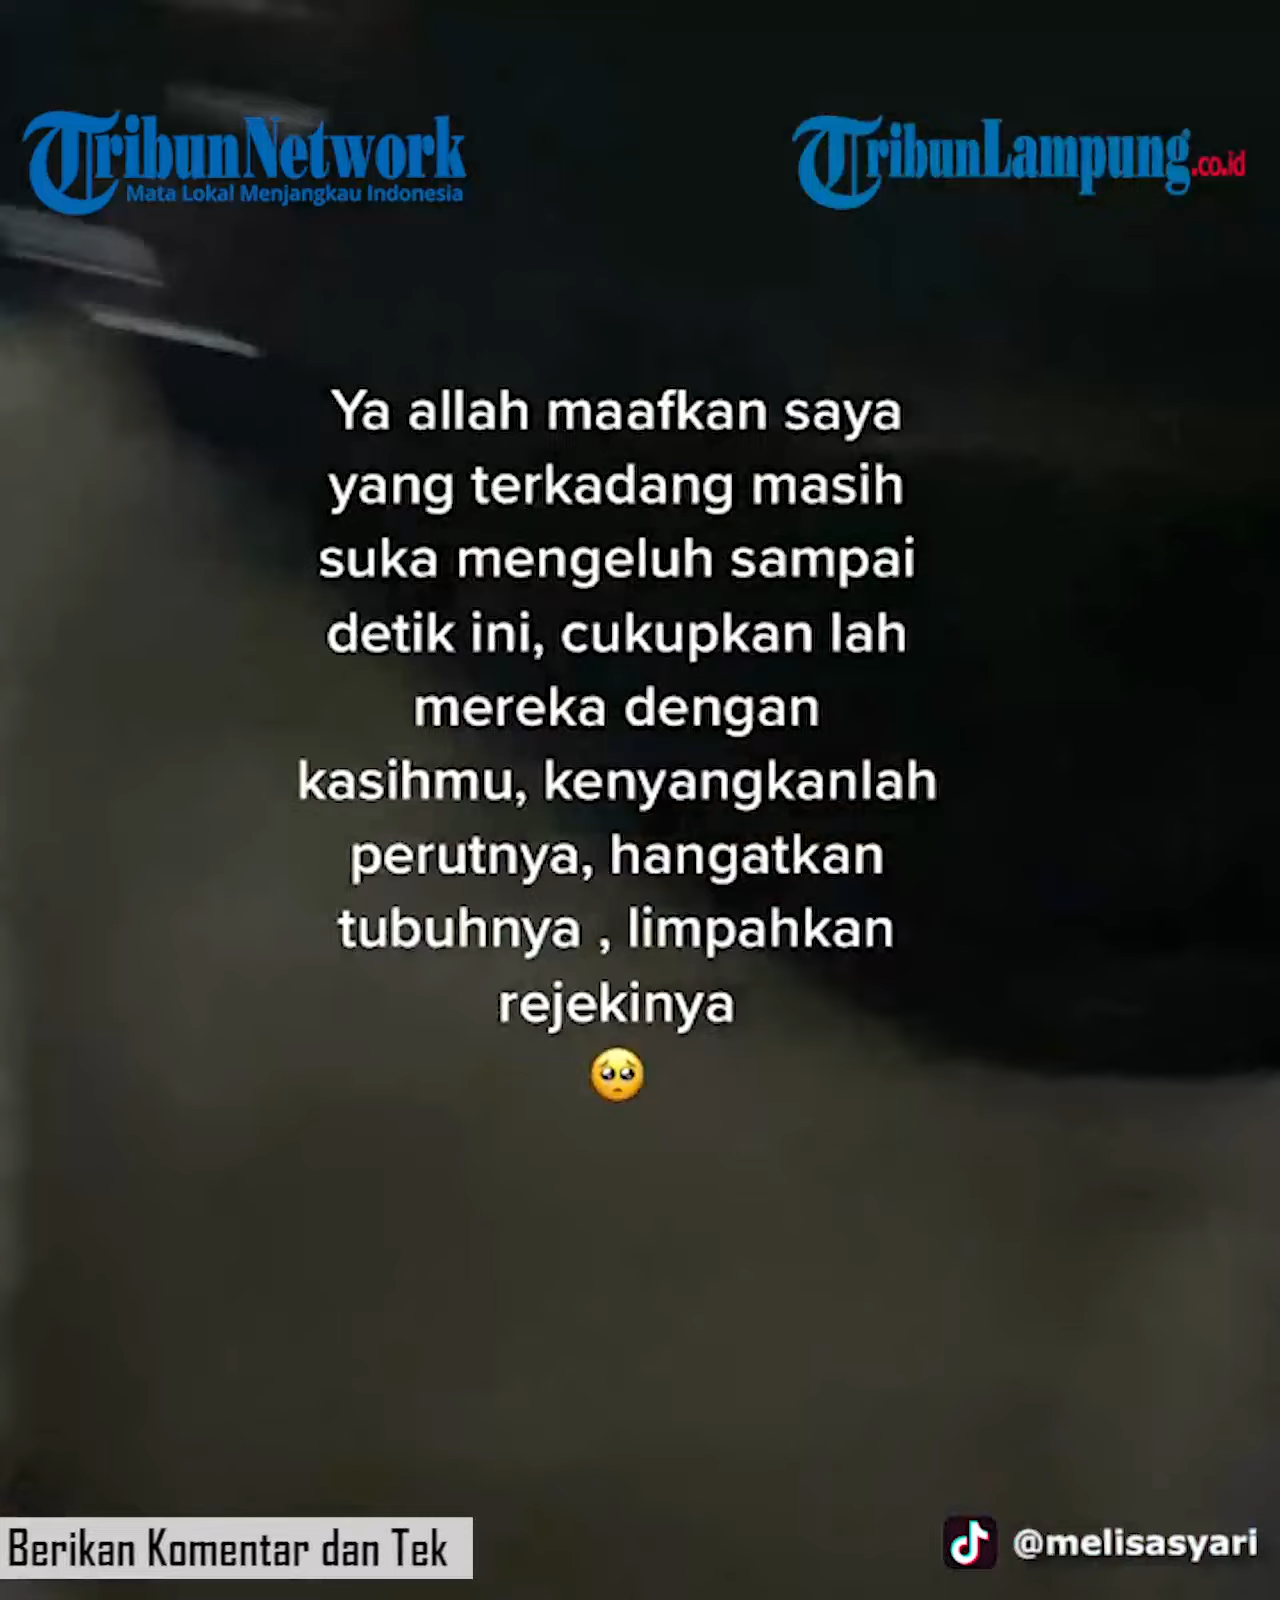 TribunNetwork
Mata Lokal Menjangkau Indonesia
TribunLampung.co.id
Ya allah maafkan saya
yang terkadang masih
suka mengeluh sampai
detik ini, cukupkan lah
mereka dengan
kasihmu, kenyangkanlah
perutnya, hangatkan
tubuhnya , limpahkan
rejekinya
🥺
Berikan Komentar dan Tek
@melisasyari